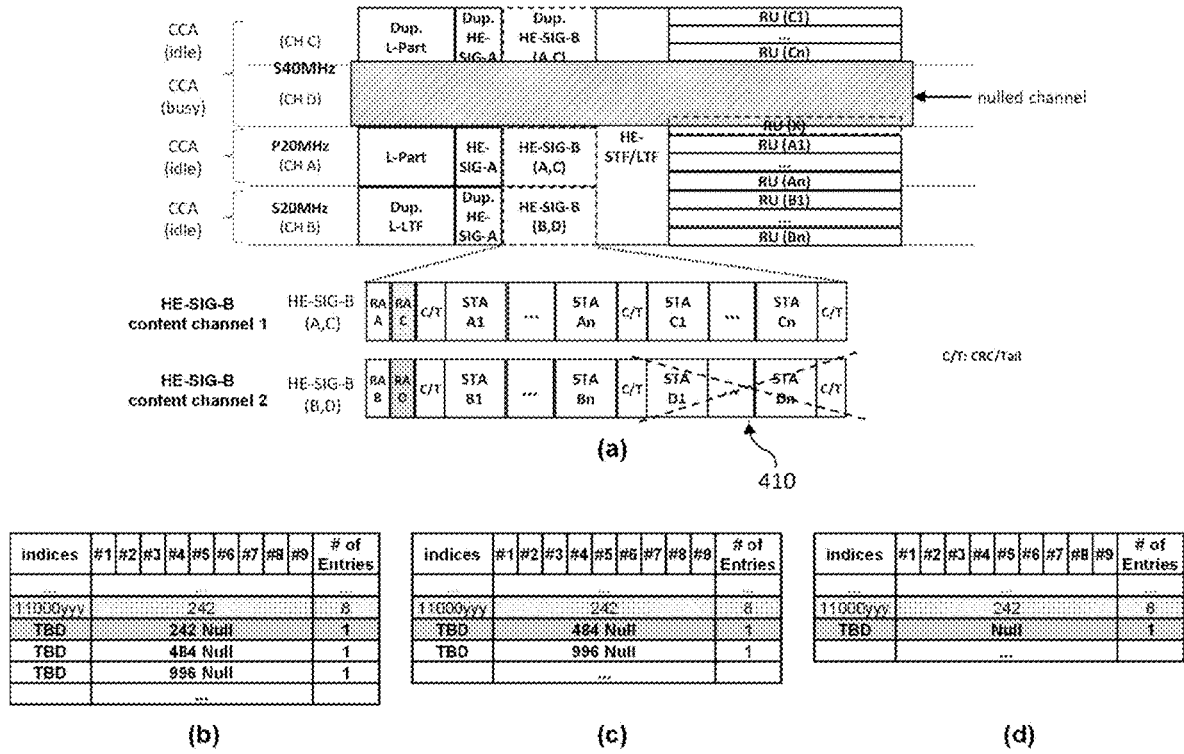 CCA
(idle)
(CH C)
Dup.
L-Part
Dup.
HE-
SIG-A
Dup.
HE-SIG-B
(A,C)
RU (C1)
...
RU (Cn)
S40MHz
CCA
(busy)
(CH D)
nulled channel
RU (X)
CCA
(idle)
P20MHz
(CH A)
L-Part
HE-
SIG-A
HE-SIG-B
(A,C)
HE-
STF/LTF
RU (A1)
...
RU (An)
CCA
(idle)
S20MHz
(CH B)
Dup.
L-LTF
Dup.
HE-
SIG-A
HE-SIG-B
(B,D)
RU (B1)
...
RU (Bn)
HE-SIG-B
content channel 1
HE-SIG-B
(A,C)
RA
A
RA
C
C/T
STA
A1
...
STA
An
C/T
STA
C1
...
STA
Cn
C/T
C/T: CRC/Tail
HE-SIG-B
content channel 2
HE-SIG-B
(B,D)
RA
B
RA
D
C/T
STA
B1
...
STA
Bn
C/T
STA
D1
...
STA
Dn
C/T
(a)
410
indices #1 #2 #3 #4 #5 #6 #7 #8 #9 # of Entries
... ... ...
11000yyy 242 8
TBD 242 Null 1
TBD 484 Null 1
TBD 996 Null 1
...
(b)
indices #1 #2 #3 #4 #5 #6 #7 #8 #9 # of Entries
... ... ...
11000yyy 242 8
TBD 484 Null 1
TBD 996 Null 1
...
(c)
indices #1 #2 #3 #4 #5 #6 #7 #8 #9 # of Entries
... ... ...
11000yyy 242 8
TBD Null 1
...
(d)